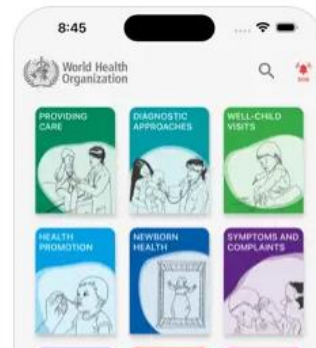 8:45
World Health
Organization
SOS
PROVIDING
CARE
DIAGNOSTIC
APPROACHES
WELL-CHILD
VISITS
HEALTH
PROMOTION
NEWBORN
HEALTH
SYMPTOMS AND
COMPLAINTS